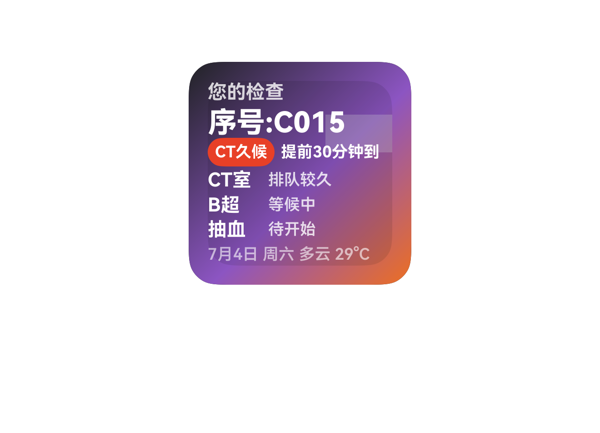 您的检查
序号:C015
CT久候 提前30分钟到
CT室 排队较久
B超 等候中
抽血 待开始
7月4日 周六 多云 29°C